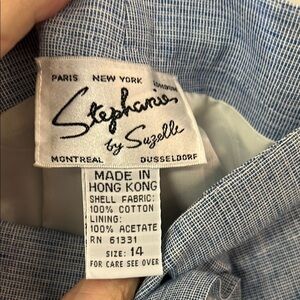 PARIS NEW YORK LONDON
Stephanie
by Suzelle
MONTREAL DUSSELDORF
MADE IN
HONG KONG
SHELL FABRIC:
100% COTTON
LINING:
100% ACETATE
RN 61331
SIZE: 14
FOR CARE SEE OVER